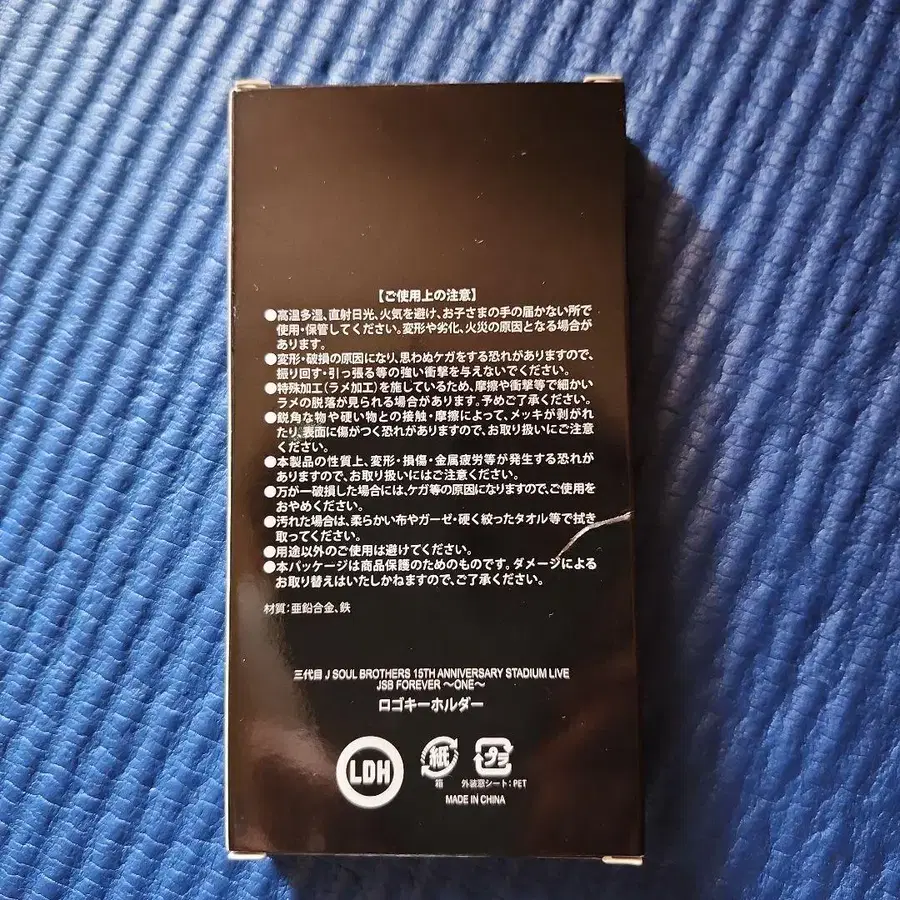 【ご使用上の注意】
●高温多湿、直射日光、火気を避け、お子さまの手の届かない所で
使用・保管してください。変形や劣化、火災の原因となる場合が
あります。
●変形・破損の原因になり、思わぬケガをする恐れがありますので、
振り回す・引っ張る等の強い衝撃を与えないでください。
●特殊加工(ラメ加工)を施しているため、摩擦や衝撃等で細かい
ラメの脱落が見られる場合があります。予めご了承ください。
●鋭角な物や硬い物との接触・摩擦によって、メッキが剥がれ
たり、表面に傷がつく恐れがありますので、お取り扱いにご注意
ください。
●本製品の性質上、変形・損傷・金属疲労等が発生する恐れが
ありますので、お取り扱いにはご注意ください。
●万が一破損した場合には、ケガ等の原因になりますので、ご使用を
おやめください。
●汚れた場合は、柔らかい布やガーゼ・硬く絞ったタオル等で拭き
取ってください。
●用途以外のご使用は避けてください。
●本パッケージは商品保護のためのものです。ダメージによる
お取り替えはいたしかねますので、ご了承ください。
材質：亜鉛合金、鉄
三代目 J SOUL BROTHERS 15TH ANNIVERSARY STADIUM LIVE
JSB FOREVER ～ONE～
ロゴキーホルダー
LDH
紙
プラ
箱
外装窓シート：PET
MADE IN CHINA